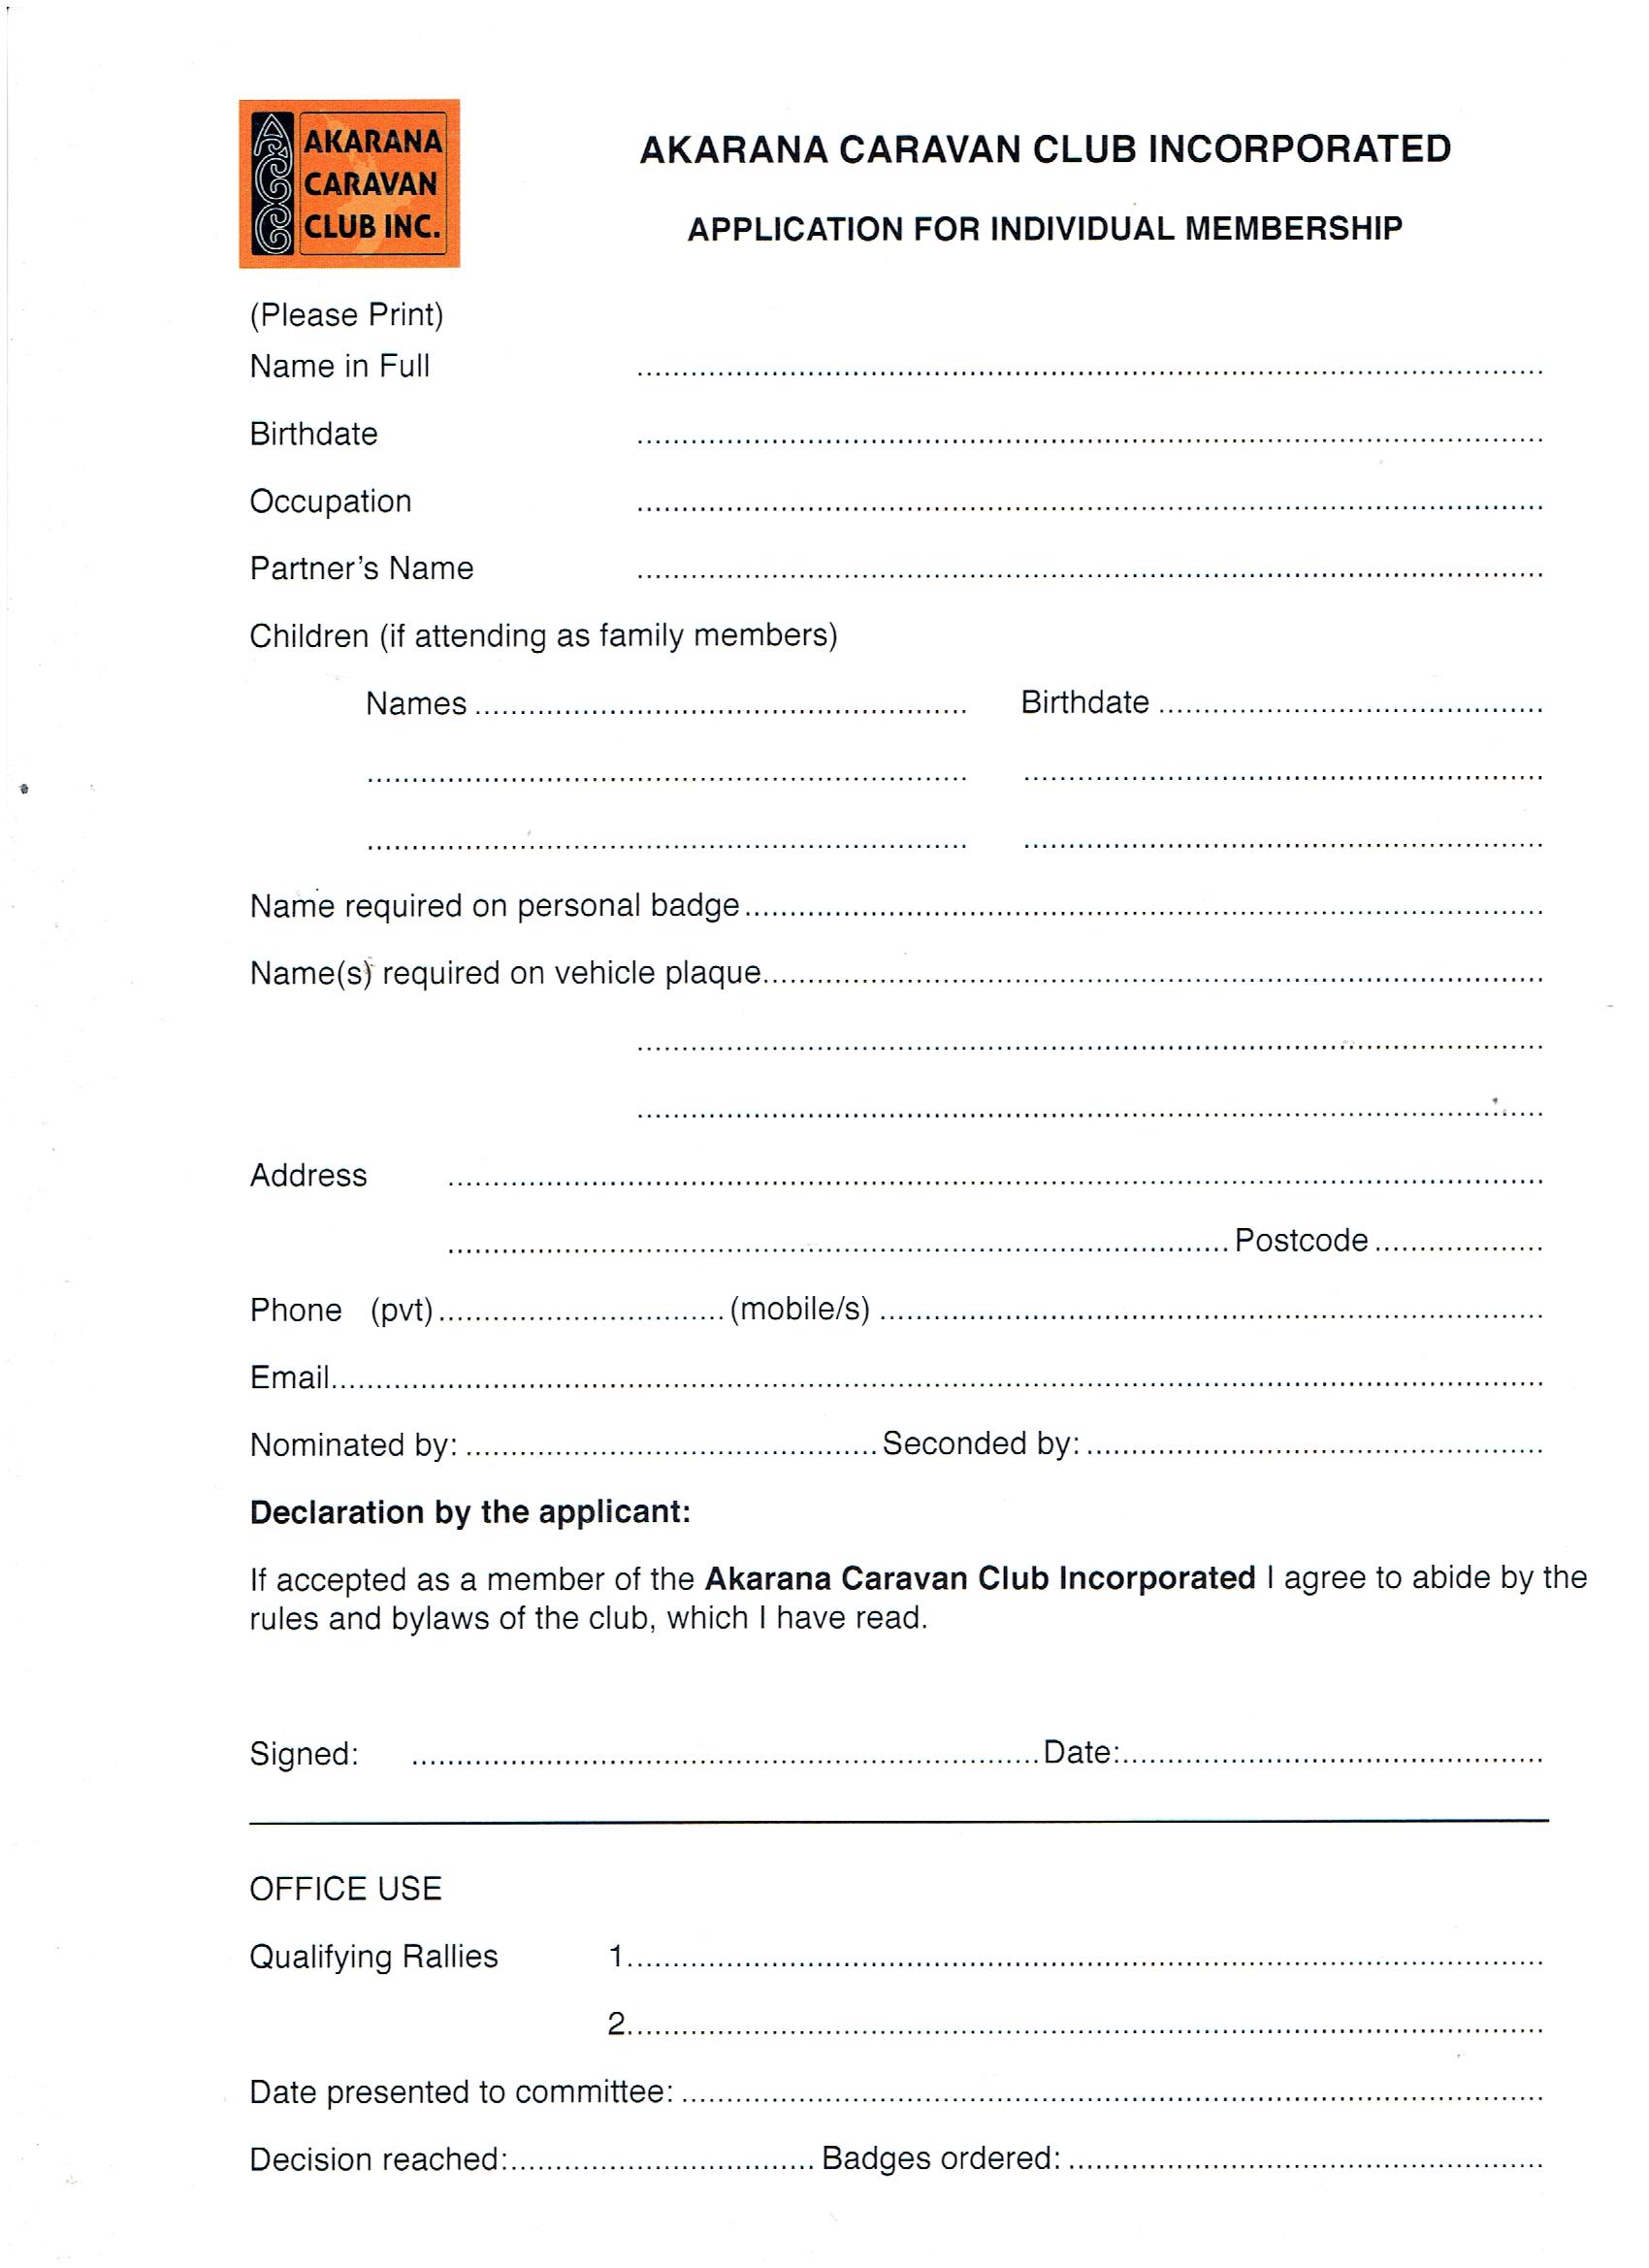 AKARANA
CARAVAN
CLUB INC.
AKARANA CARAVAN CLUB INCORPORATED
APPLICATION FOR INDIVIDUAL MEMBERSHIP
(Please Print)
Name in Full
Birthdate
Occupation
Partner's Name
Children (if attending as family members)
Names Birthdate
Name required on personal badge
Name(s) required on vehicle plaque
Address
Postcode
Phone (pvt) (mobile/s)
Email
Nominated by: Seconded by:
Declaration by the applicant:
If accepted as a member of the Akarana Caravan Club Incorporated I agree to abide by the
rules and bylaws of the club, which I have read.
Signed: Date:
OFFICE USE
Qualifying Rallies 1
2
Date presented to committee:
Decision reached: Badges ordered: